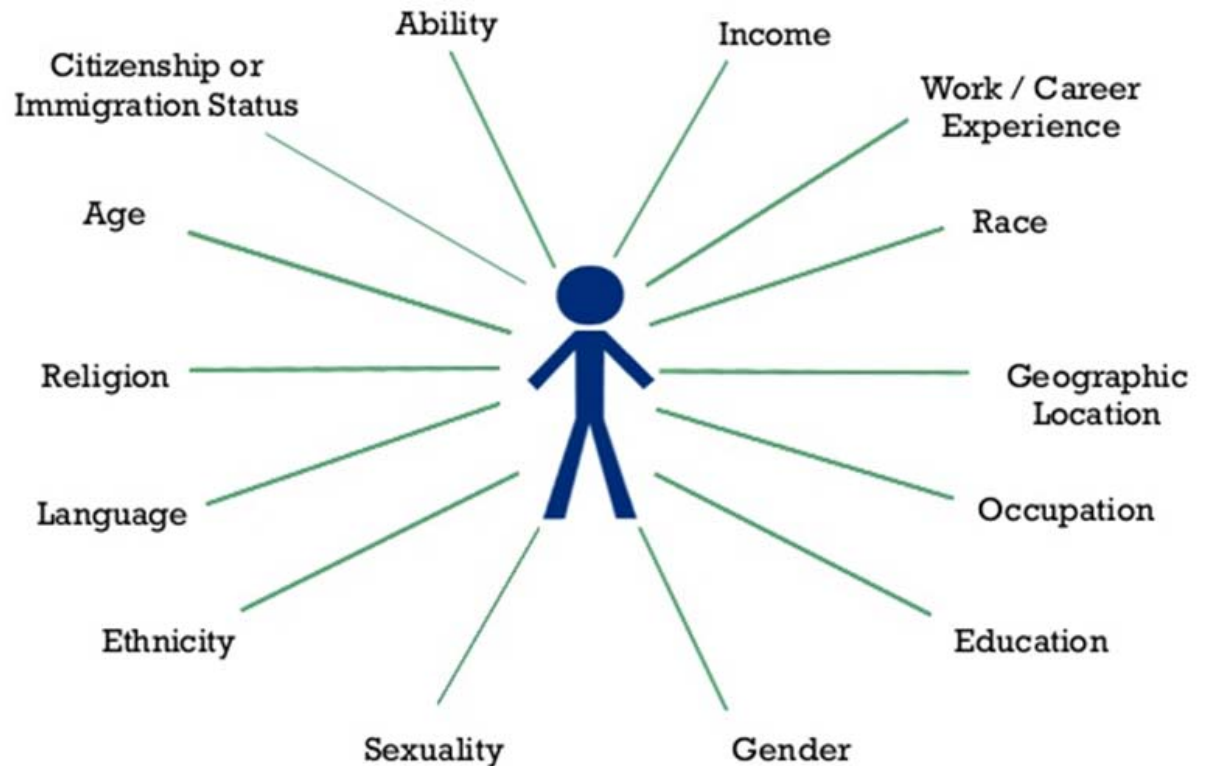 Ability
Income
Citizenship or
Immigration Status
Work / Career
Experience
Age
Race
Religion
Geographic
Location
Language
Occupation
Ethnicity
Education
Sexuality
Gender